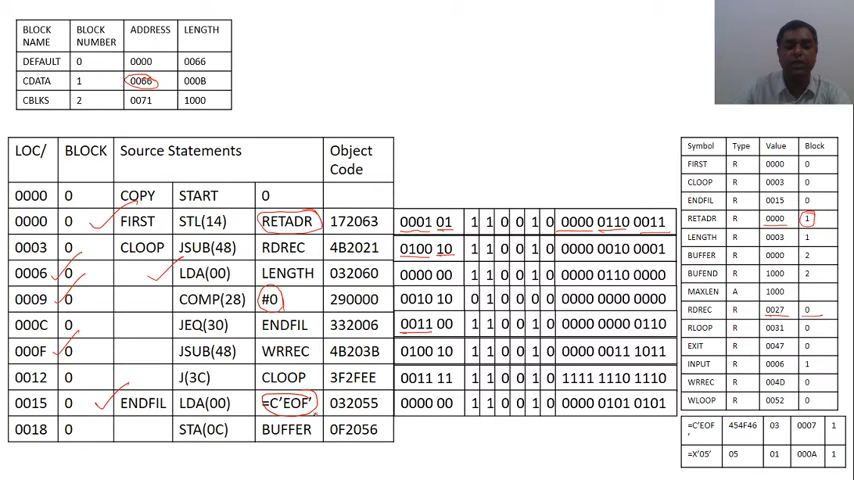 BLOCK NAME BLOCK NUMBER ADDRESS LENGTH
DEFAULT 0 0000 0066
CDATA 1 0066 000B
CBLKS 2 0071 1000
LOC/ BLOCK Source Statements Object Code
0000 0 COPY START 0
0000 0 FIRST STL(14) RETADR 172063 0001 01 1 1 0 0 1 0 0000 0110 0011
0003 0 CLOOP JSUB(48) RDREC 4B2021 0100 10 1 1 0 0 1 0 0000 0010 0001
0006 0 LDA(00) LENGTH 032060 0000 00 1 1 0 0 1 0 0000 0110 0000
0009 0 COMP(28) #0 290000 0010 10 0 1 0 0 0 0 0000 0000 0000
000C 0 JEQ(30) ENDFIL 332006 0011 00 1 1 0 0 1 0 0000 0000 0110
000F 0 JSUB(48) WRREC 4B203B 0100 10 1 1 0 0 1 0 0000 0011 1011
0012 0 J(3C) CLOOP 3F2FEE 0011 11 1 1 0 0 1 0 1111 1110 1110
0015 0 ENDFIL LDA(00) =C'EOF' 032055 0000 00 1 1 0 0 1 0 0000 0101 0101
0018 0 STA(0C) BUFFER 0F2056
Symbol Type Value Block
FIRST R 0000 0
CLOOP R 0003 0
ENDFIL R 0015 0
RETADR R 0000 1
LENGTH R 0003 1
BUFFER R 0000 2
BUFEND R 1000 2
MAXLEN A 1000
RDREC R 0027 0
RLOOP R 0031 0
EXIT R 0047 0
INPUT R 0006 1
WRREC R 004D 0
WLOOP R 0052 0
=C'EOF' 454F46 03 0007 1
=X'05' 05 01 000A 1